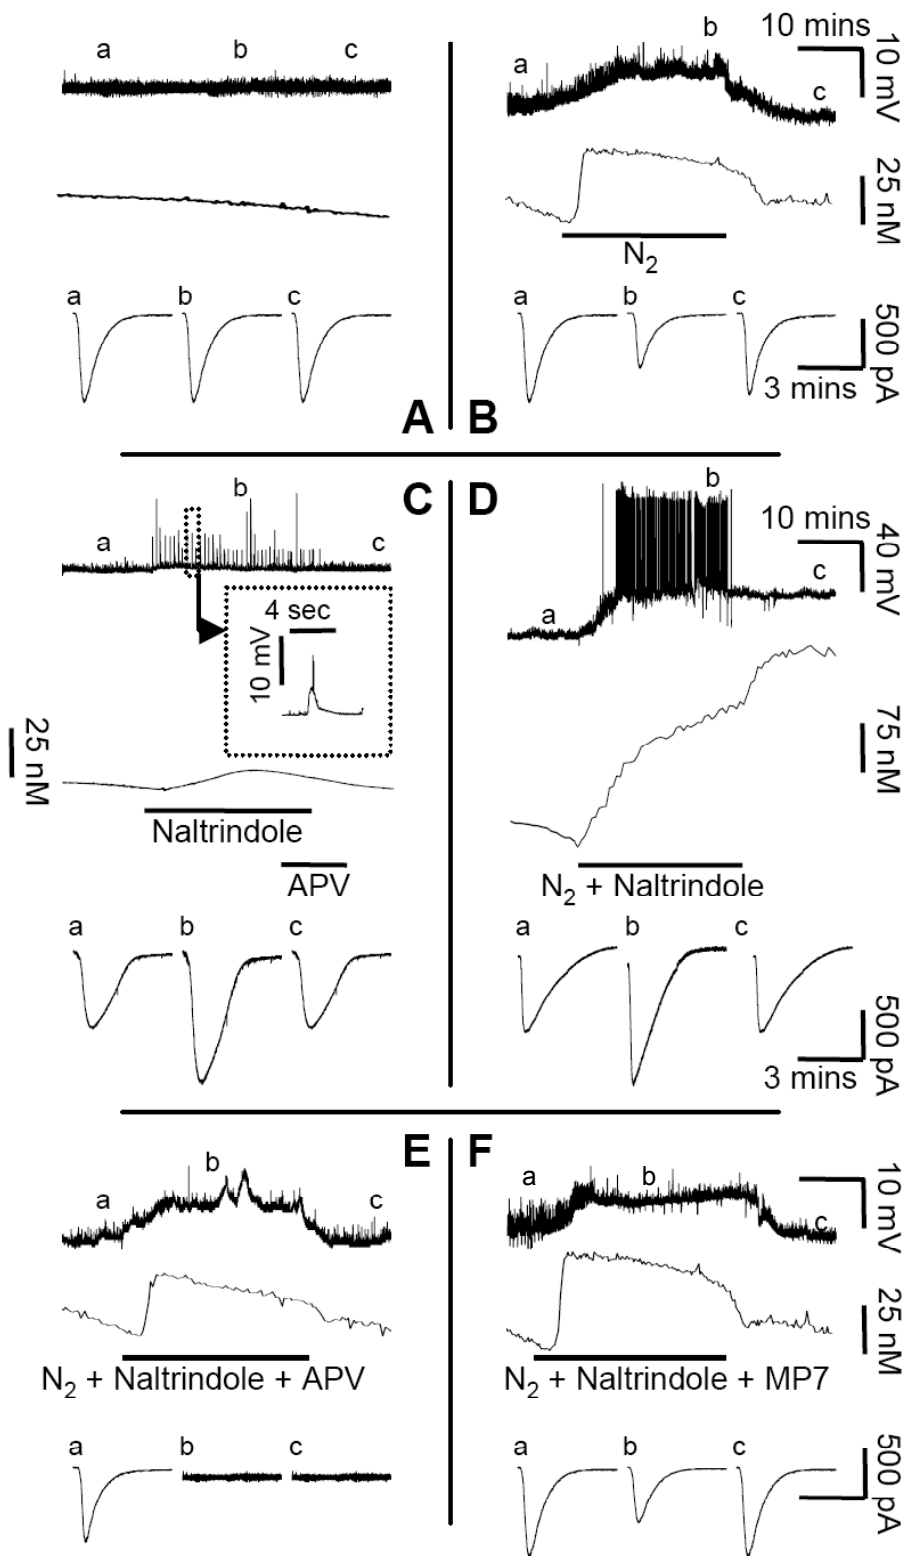 a b c
a b c
A
a b c
10 mins
10 mV
25 nM
N2
a b c
500 pA
3 mins
B
C
a b c
4 sec
10 mV
25 nM
Naltrindole
APV
a b c
D
a b c
10 mins
40 mV
75 nM
N2 + Naltrindole
a b c
500 pA
3 mins
E
a b c
N2 + Naltrindole + APV
a b c
F
a b c
10 mV
25 nM
N2 + Naltrindole + MP7
a b c
500 pA